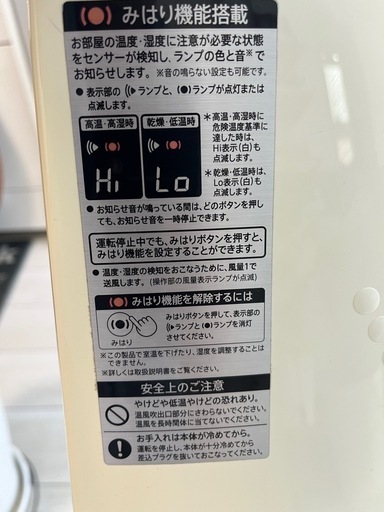 みはり機能搭載
お部屋の温度・湿度に注意が必要な状態
をセンサーが検知し、ランプの色と音※で
お知らせします。※音の鳴らない設定も可能です。
●表示部のランプと、ランプが点灯または
点滅します。
高温・高湿時
乾燥・低温時
Hi
Lo
＊高温・高湿時に
危険温度基準に
達した時は、
Hi表示(白)も
点滅します。
＊乾燥・低温時は、
Lo表示(白)も
点滅します。
●お知らせ音が鳴っている間は、どのボタンを押し
ても、お知らせ音を一時停止できます。
運転停止中でも、みはりボタンを押すと、
みはり機能を設定することができます。
●温度・湿度の検知をおこなうために、風量1で
送風します。(操作部の風量表示ランプが点滅)
みはり機能を解除するには
みはり
みはりボタンを押して、表示部の
ランプとランプを消灯
させてください。
※この製品で室温を下げたり、湿度を調整することは
できません。
※詳しくは取扱説明書をご覧ください。
安全上のご注意
やけどや低温やけどの恐れあり。
温風吹出口部分にさわらないでください。
温風を長時間体に当てないでください。
お手入れは本体が冷めてから。
運転を停止し、本体が十分冷めてから
差込プラグを抜いておこなってください。